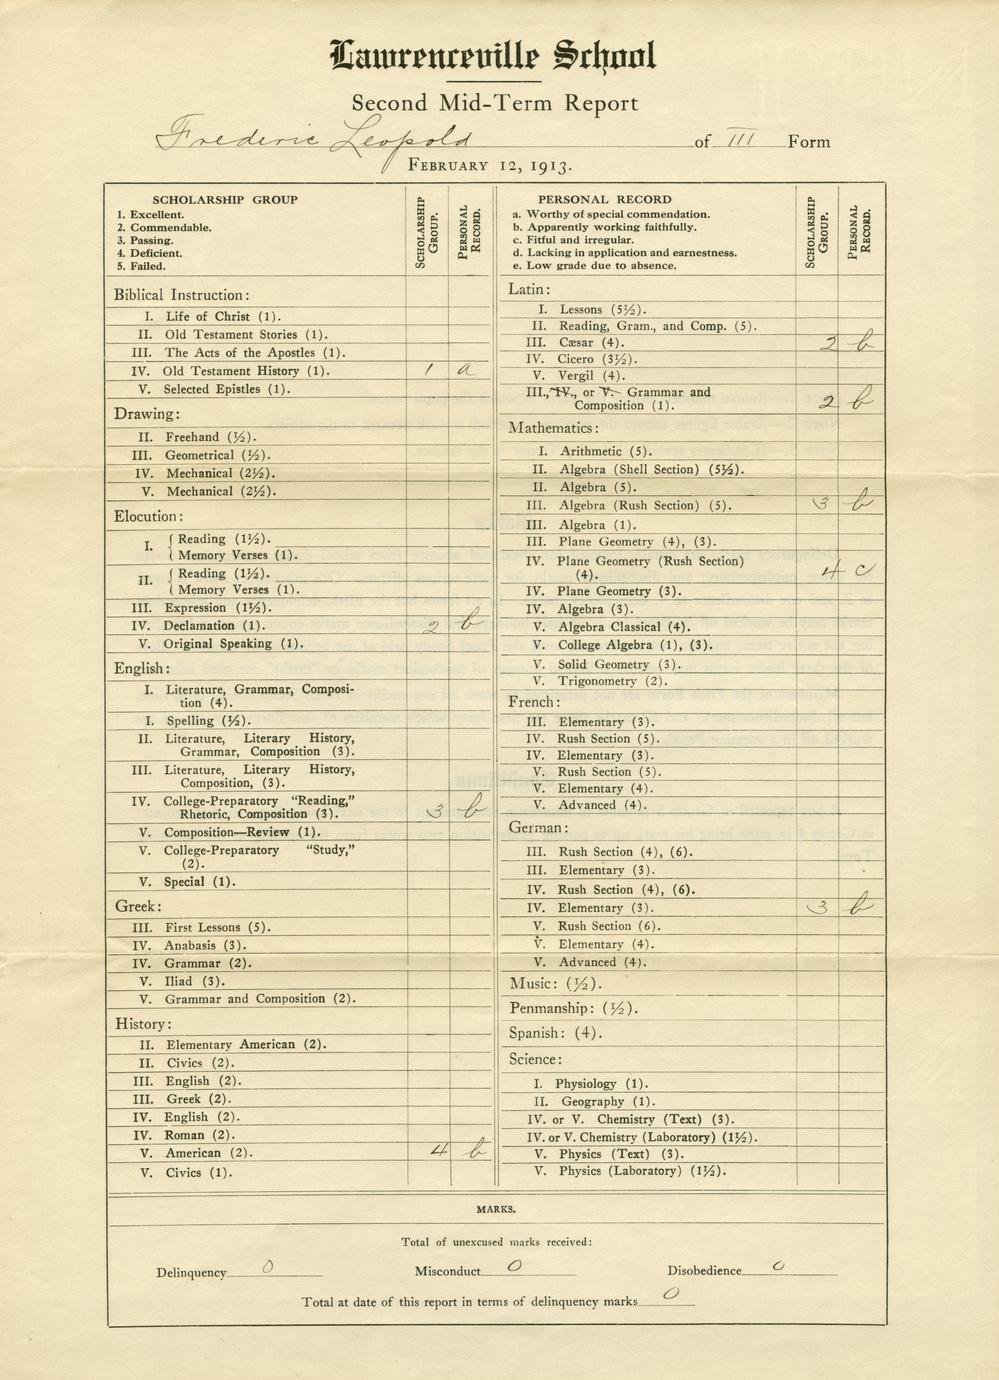 Lawrenceville School
Second Mid-Term Report
Frederic Leopold of III Form
FEBRUARY 12, 1913.
SCHOLARSHIP GROUP
1. Excellent.
2. Commendable.
3. Passing.
4. Deficient.
5. Failed.
SCHOLARSHIP GROUP.
PERSONAL RECORD.
Biblical Instruction:
I. Life of Christ (1).
II. Old Testament Stories (1).
III. The Acts of the Apostles (1).
IV. Old Testament History (1). 1 a
V. Selected Epistles (1).
Drawing:
II. Freehand (½).
III. Geometrical (½).
IV. Mechanical (2½).
V. Mechanical (2½).
Elocution:
I. { Reading (1½).
{ Memory Verses (1).
II. { Reading (1½).
{ Memory Verses (1).
III. Expression (1½).
IV. Declamation (1). 2 b
V. Original Speaking (1).
English:
I. Literature, Grammar, Composi-
tion (4).
I. Spelling (½).
II. Literature, Literary History,
Grammar, Composition (3).
III. Literature, Literary History,
Composition, (3).
IV. College-Preparatory "Reading,"
Rhetoric, Composition (3). 3 b
V. Composition—Review (1).
V. College-Preparatory "Study,"
(2).
V. Special (1).
Greek:
III. First Lessons (5).
IV. Anabasis (3).
IV. Grammar (2).
V. Iliad (3).
V. Grammar and Composition (2).
History:
II. Elementary American (2).
II. Civics (2).
III. English (2).
III. Greek (2).
IV. English (2).
IV. Roman (2).
V. American (2). 4 b
V. Civics (1).
PERSONAL RECORD
a. Worthy of special commendation.
b. Apparently working faithfully.
c. Fitful and irregular.
d. Lacking in application and earnestness.
e. Low grade due to absence.
SCHOLARSHIP GROUP.
PERSONAL RECORD.
Latin:
I. Lessons (5½).
II. Reading, Gram., and Comp. (5).
III. Cæsar (4). 2 b
IV. Cicero (3½).
V. Vergil (4).
III., IV., or V. Grammar and
Composition (1). 2 b
Mathematics:
I. Arithmetic (5).
II. Algebra (Shell Section) (5½).
II. Algebra (5).
III. Algebra (Rush Section) (5). 3 b
III. Algebra (1).
III. Plane Geometry (4), (3).
IV. Plane Geometry (Rush Section)
(4). 4 c
IV. Plane Geometry (3).
IV. Algebra (3).
V. Algebra Classical (4).
V. College Algebra (1), (3).
V. Solid Geometry (3).
V. Trigonometry (2).
French:
III. Elementary (3).
IV. Rush Section (5).
IV. Elementary (3).
V. Rush Section (5).
V. Elementary (4).
V. Advanced (4).
German:
III. Rush Section (4), (6).
III. Elementary (3).
IV. Rush Section (4), (6).
IV. Elementary (3). 3 b
V. Rush Section (6).
V. Elementary (4).
V. Advanced (4).
Music: (½).
Penmanship: (½).
Spanish: (4).
Science:
I. Physiology (1).
II. Geography (1).
IV. or V. Chemistry (Text) (3).
IV. or V. Chemistry (Laboratory) (1½).
V. Physics (Text) (3).
V. Physics (Laboratory) (1½).
MARKS.
Total of unexcused marks received:
Delinquency 0 Misconduct 0 Disobedience 0
Total at date of this report in terms of delinquency marks 0